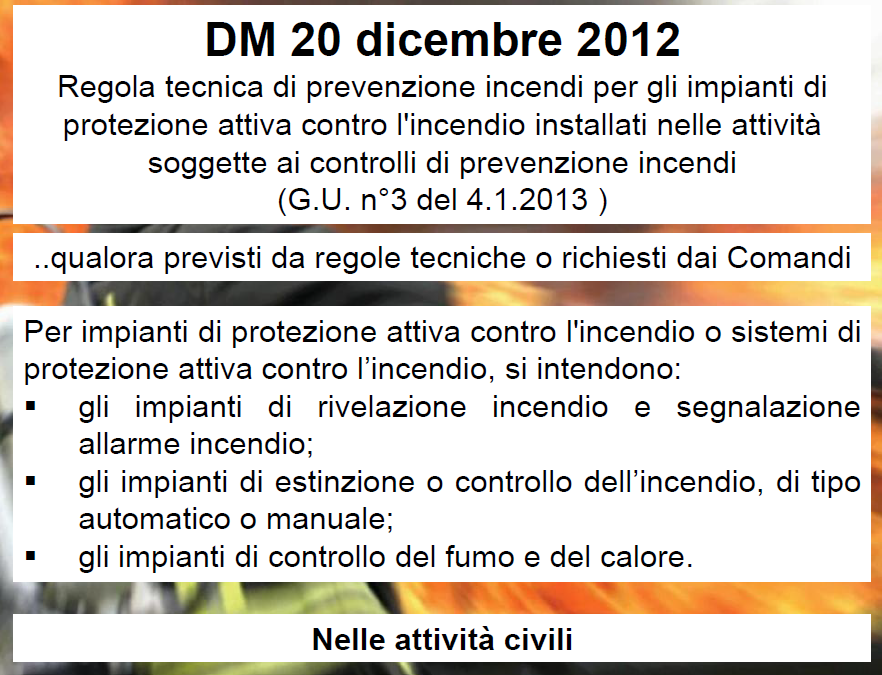 DM 20 dicembre 2012
Regola tecnica di prevenzione incendi per gli impianti di
protezione attiva contro l'incendio installati nelle attività
soggette ai controlli di prevenzione incendi
(G.U. n°3 del 4.1.2013 )
..qualora previsti da regole tecniche o richiesti dai Comandi
Per impianti di protezione attiva contro l'incendio o sistemi di
protezione attiva contro l’incendio, si intendono:
▪ gli impianti di rivelazione incendio e segnalazione
allarme incendio;
▪ gli impianti di estinzione o controllo dell’incendio, di tipo
automatico o manuale;
▪ gli impianti di controllo del fumo e del calore.
Nelle attività civili